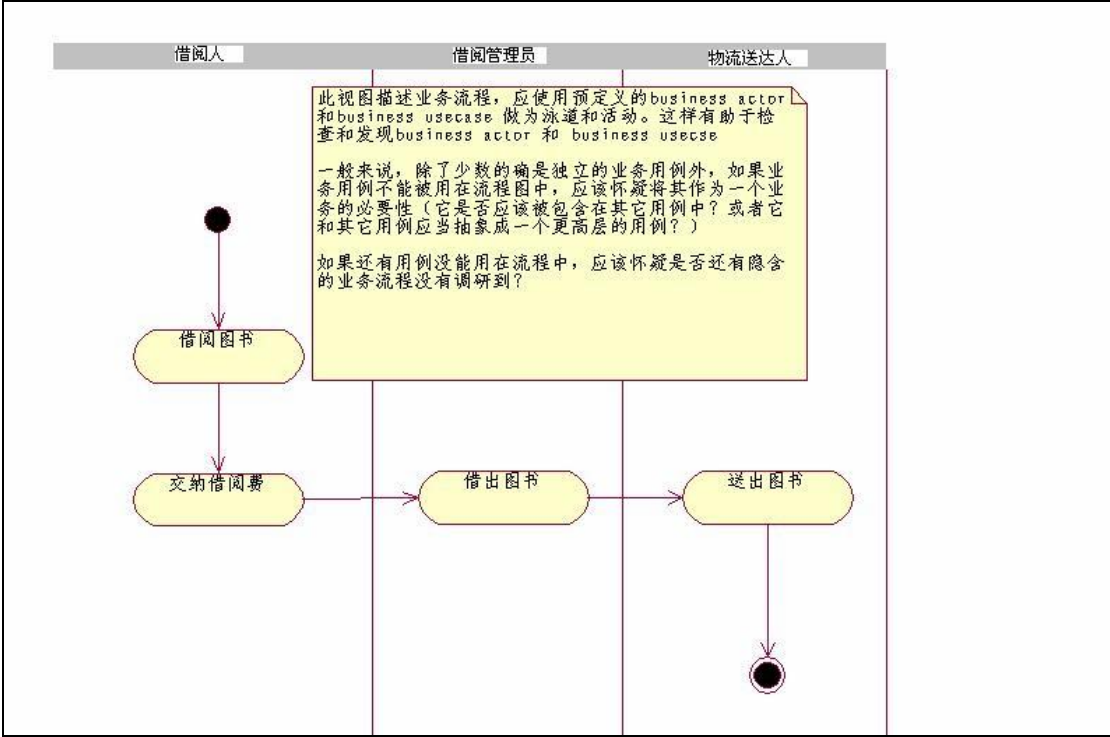 借阅人
借阅管理员
物流送达人
此视图描述业务流程，应使用预定义的business actor
和business usecase 做为泳道和活动。这样有助于检
查和发现business actor 和 business usecse
一般来说，除了少数的确是独立的业务用例外，如果业
务用例不能被用在流程图中，应该怀疑将其作为一个业
务的必要性（它是否应该被包含在其它用例中？或者它
和其它用例应当抽象成一个更高层的用例？）
如果还有用例没能用在流程中，应该怀疑是否还有隐含
的业务流程没有调研到？
借阅图书
交纳借阅费
借出图书
送出图书